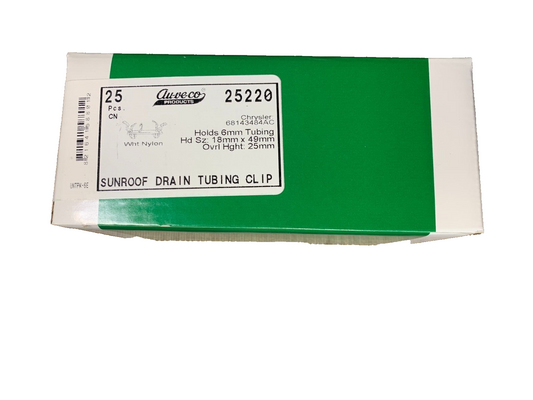 25
Pcs.
CN
Au-ve-co®
PRODUCTS
25220
Chrysler
68143484AC
Wht Nylon
Holds 6mm Tubing
Hd Sz: 18mm x 49mm
Ovrl Hght: 25mm
SUNROOF DRAIN TUBING CLIP